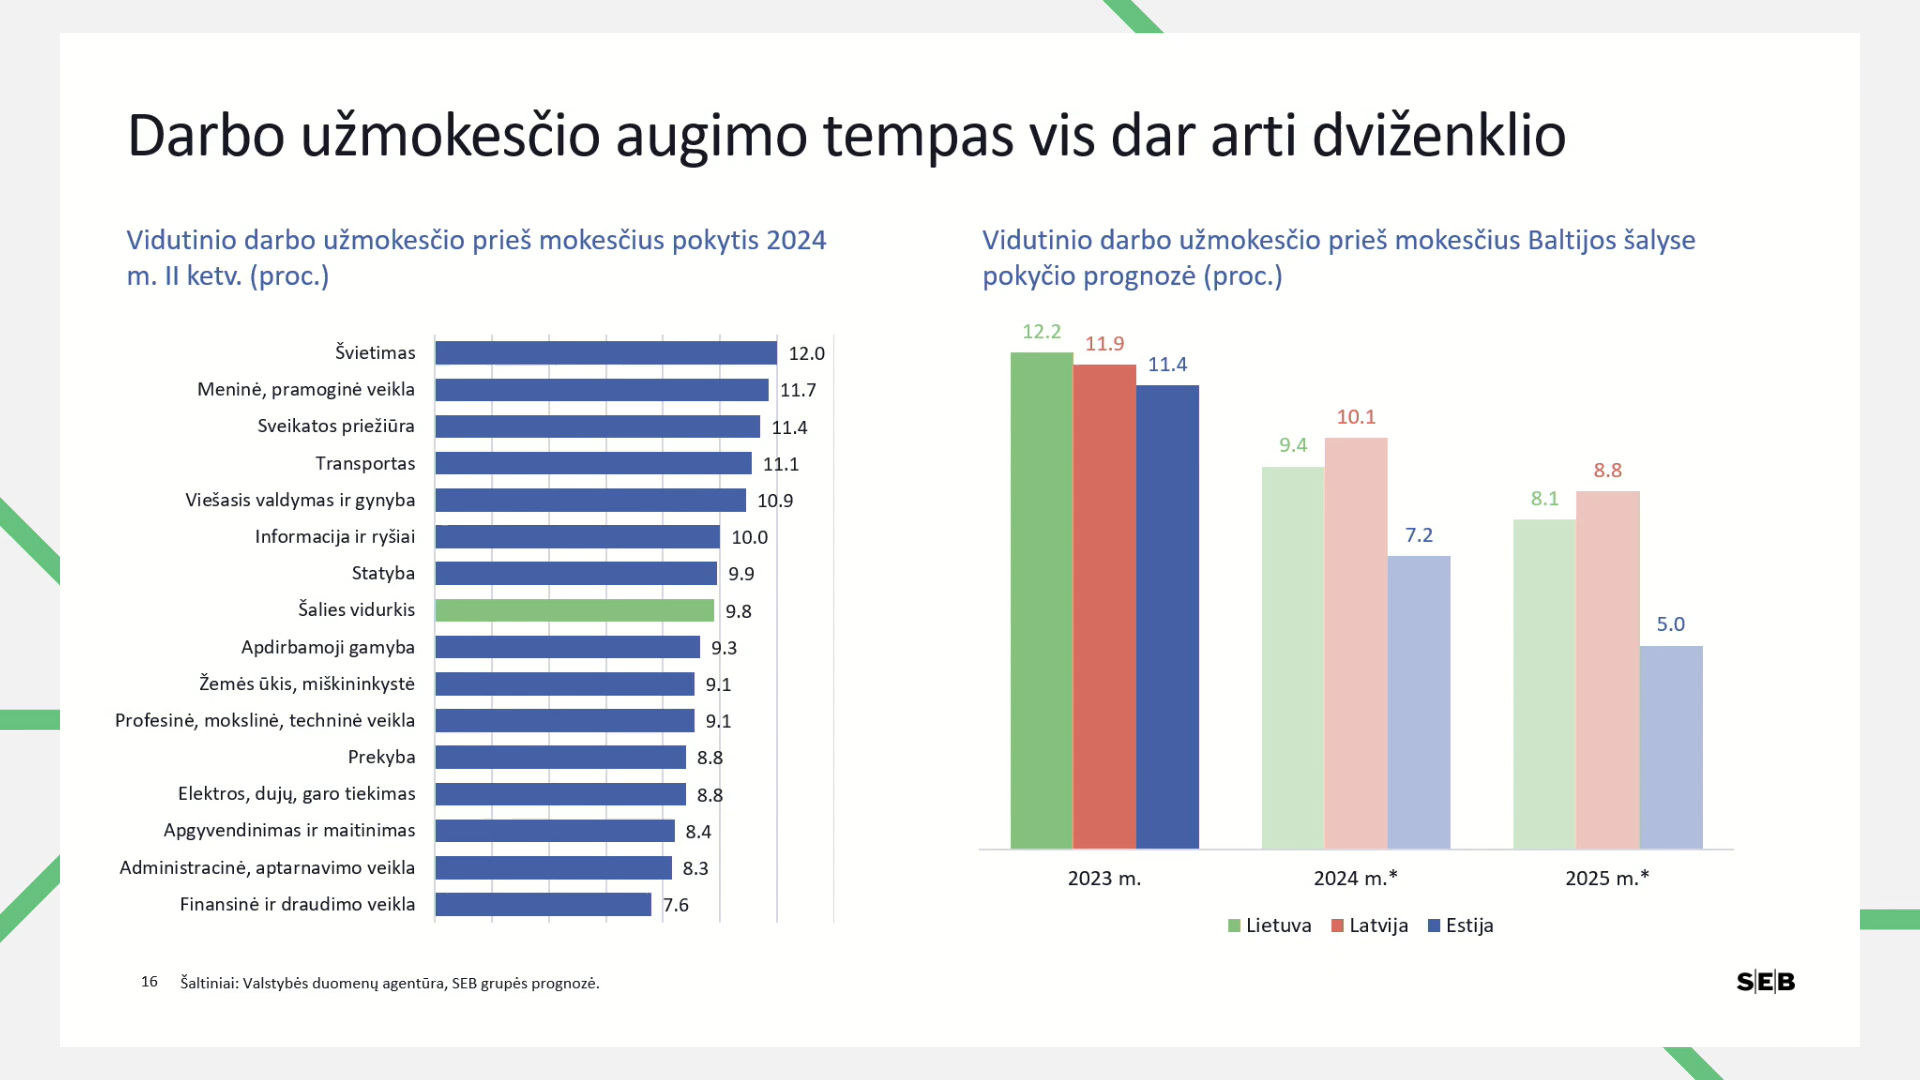 Darbo užmokesčio augimo tempas vis dar arti dviženklio
Vidutinio darbo užmokesčio prieš mokesčius pokytis 2024
m. II ketv. (proc.)
Švietimas 12.0
Meninė, pramoginė veikla 11.7
Sveikatos priežiūra 11.4
Transportas 11.1
Viešasis valdymas ir gynyba 10.9
Informacija ir ryšiai 10.0
Statyba 9.9
Šalies vidurkis 9.8
Apdirbamoji gamyba 9.3
Žemės ūkis, miškininkystė 9.1
Profesinė, mokslinė, techninė veikla 9.1
Prekyba 8.8
Elektros, dujų, garo tiekimas 8.8
Apgyvendinimas ir maitinimas 8.4
Administracinė, aptarnavimo veikla 8.3
Finansinė ir draudimo veikla 7.6
Vidutinio darbo užmokesčio prieš mokesčius Baltijos šalyse
pokyčio prognozė (proc.)
12.2 11.9 11.4
9.4 10.1 7.2
8.1 8.8 5.0
2023 m. 2024 m.* 2025 m.*
Lietuva Latvija Estija
16 Šaltiniai: Valstybės duomenų agentūra, SEB grupės prognozė.
SEB